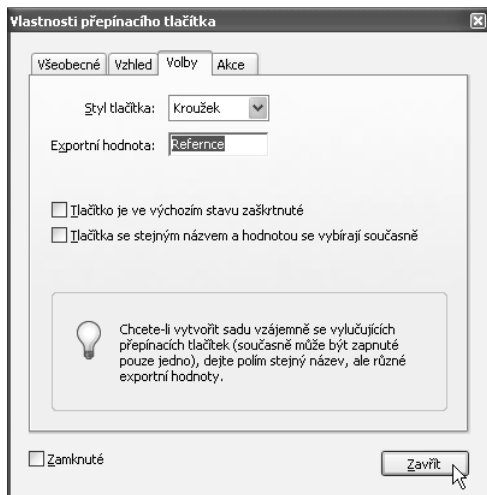 Vlastnosti přepínacího tlačítka
Všeobecné Vzhled Volby Akce
Styl tlačítka: Kroužek
Exportní hodnota: Refernce
Tlačítko je ve výchozím stavu zaškrtnuté
Tlačítka se stejným názvem a hodnotou se vybírají současně
Chcete-li vytvořit sadu vzájemně se vylučujících
přepínacích tlačítek (současně může být zapnuté
pouze jedno), dejte polím stejný název, ale různé
exportní hodnoty.
Zamknuté
Zavřít